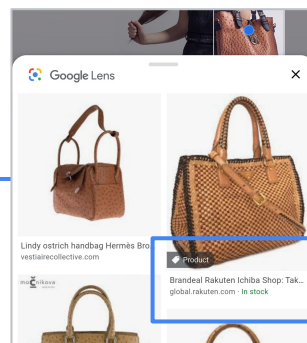 Google Lens
Lindy ostrich handbag Hermès Bro...
vestiairecollective.com
Product
Brandeal Rakuten Ichiba Shop: Tak...
global.rakuten.com · In stock